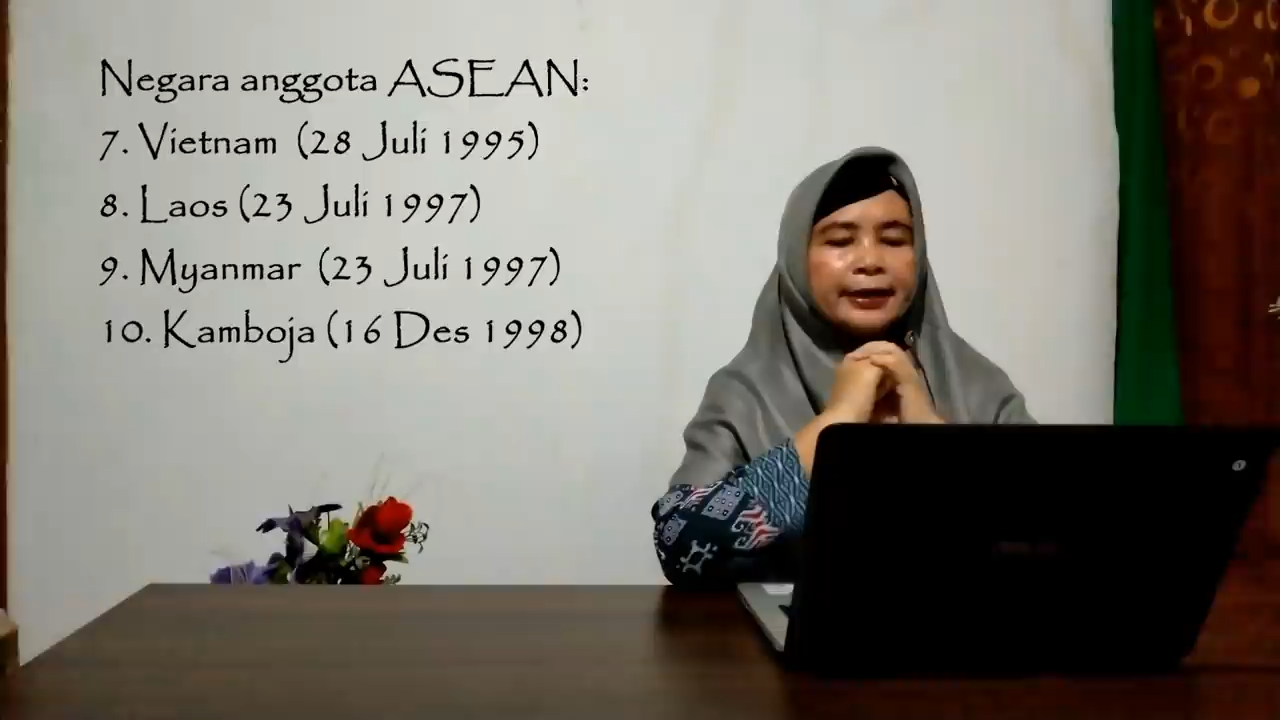 Negara anggota ASEAN:
7. Vietnam (28 Juli 1995)
8. Laos (23 Juli 1997)
9. Myanmar (23 Juli 1997)
10. Kamboja (16 Des 1998)